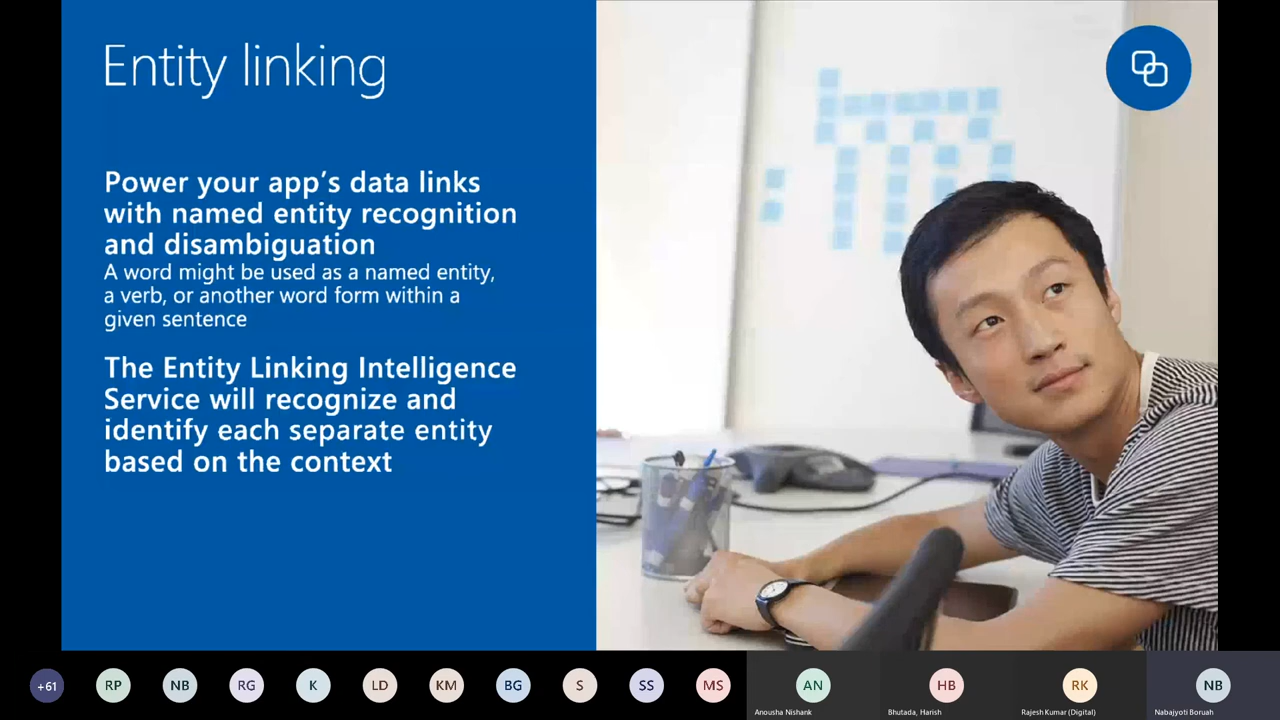 Entity linking
Power your app’s data links
with named entity recognition
and disambiguation
A word might be used as a named entity,
a verb, or another word form within a
given sentence
The Entity Linking Intelligence
Service will recognize and
identify each separate entity
based on the context
+61
RP
NB
RG
K
LD
KM
BG
S
SS
MS
AN
HB
RK
NB
Anousha Nishank
Bhutada, Harish
Rajesh Kumar (Digital)
Nabajyoti Boruah